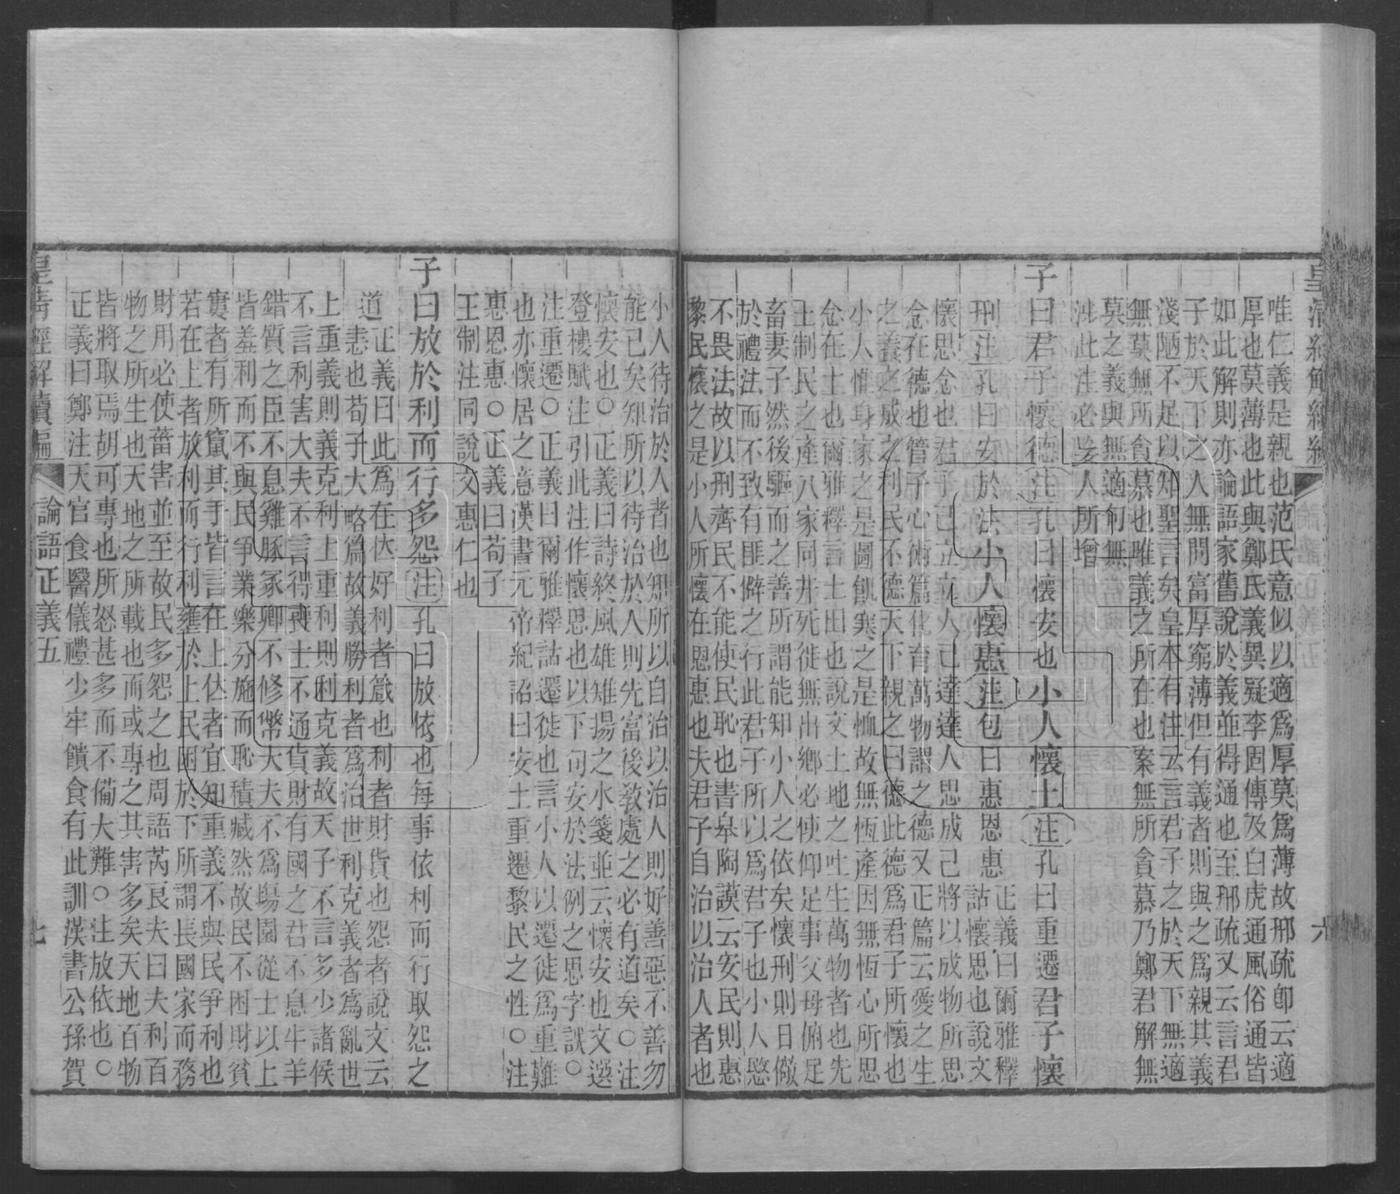 唯仁義是親也范氏意似以適爲厚莫爲薄故邢疏卽云適
厚也莫薄也此與鄭氏義異疑李固傳及白虎通風俗通皆
如此解則亦論語家舊說於義並得通也至邢疏又云言君
子於天下之人無問富厚窮薄但有義者則與之爲親其義
淺陋不足以知聖言矣皇本有注云言君子之於天下無適
無莫無所貪慕也唯義之所在也案無所貪慕乃鄭君解無
莫之義與無適何無
涉此注必妄人所增
子曰君子懷德注孔曰懷安也小人懷土注孔曰重遷君子懷
刑注孔曰安於法小人懷惠注包曰惠恩惠
正義曰爾雅釋
詁懷思也說文
懷思念也君子己立立人己達達人思成己將以成物所思
念在德也管子心術篇化育萬物謂之德又正篇云愛之生
之養之成之利民不德天下親之曰德此德爲君子所懷也
小人惟身家之是圖飢寒之是恤故無恆產因無恆心所思
念在土也爾雅釋言土田也說文土地之吐生萬物者也先
王制民之產八家同井死徙無出鄉必使仰足事父母俯足
畜妻子然後驅而之善所謂能知小人之依矣懷刑則日儆
於禮法而不致有匪僻之行此君子所以爲君子也小人愍
不畏法故以刑齊民不能使民恥也書皋陶謨云安民則惠
黎民懷之是小人所懷在恩惠也夫君子自治以治人者也
小人待治於人者也知所以自治以治人則好善惡不善勿
能已矣知所以待治於人則先富後教處之必有道矣○注
懷安也○正義曰詩終風雄雉揚之水箋並云懷安也文選
登樓賦注引此注作懷思也以下句安於法例之思字誤○
注重遷○正義曰爾雅釋詁遷徙也言小人以遷徙爲重難
也亦懷居之意漢書元帝紀詔曰安土重遷黎民之性○注
惠恩惠○正義曰荀子
王制注同說文惠仁也
子曰放於利而行多怨注孔曰放依也每事依利而行取怨之
道
正義曰此爲在位好利者箴也利者財貨也怨者說文云
恚也荀子大略篇故義勝利者爲治世利克義者爲亂世
上重義則義克利上重利則利克義故天子不言多少諸侯
不言利害大夫不言得喪士不通貨財有國之君不息牛羊
錯質之臣不息雞豚冢卿不修幣大夫不爲場園從士以上
皆羞利而不與民爭業樂分施而恥積臧然故民不困財貧
窶者有所竄其手皆言在上位者宜知重義不與民爭利也
若在上者放利而行利壅於上民困於下所謂長國家而務
財用必使菑害並至故民多怨之也周語芮良夫曰夫利百
物之所生也天地之所載也而或專之其害多矣天地百物
皆將取焉胡可專也所怒甚多而不備大難○注放依也○
正義曰鄭注天官食醫儀禮少牢饋食有此訓漢書公孫賀
皇清經解續編
論語正義五
七